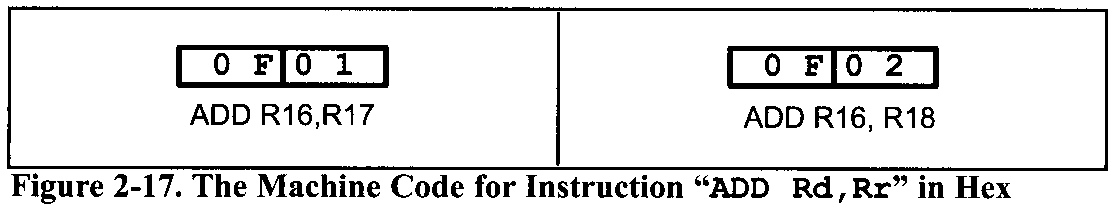 0 F 0 1
ADD R16,R17
0 F 0 2
ADD R16, R18
Figure 2-17. The Machine Code for Instruction “ADD Rd,Rr” in Hex